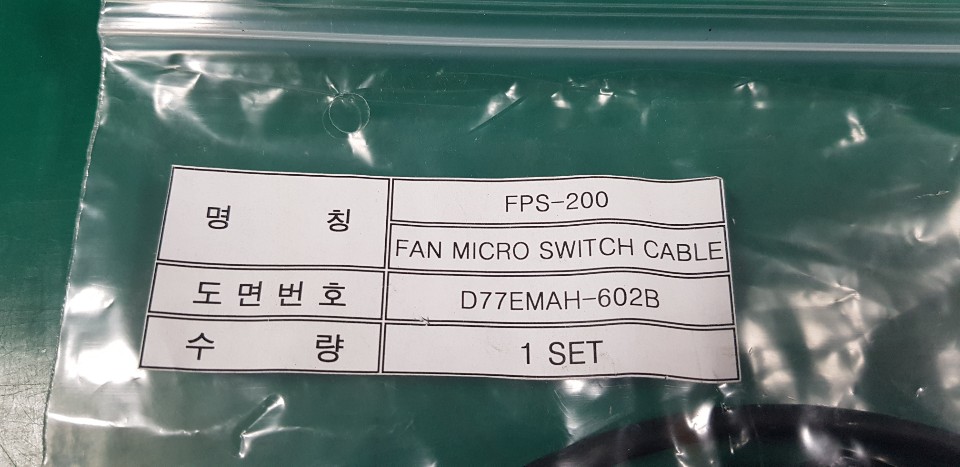 명 칭
FPS-200
FAN MICRO SWITCH CABLE
도면번호 D77EMAH-602B
수 량 1 SET